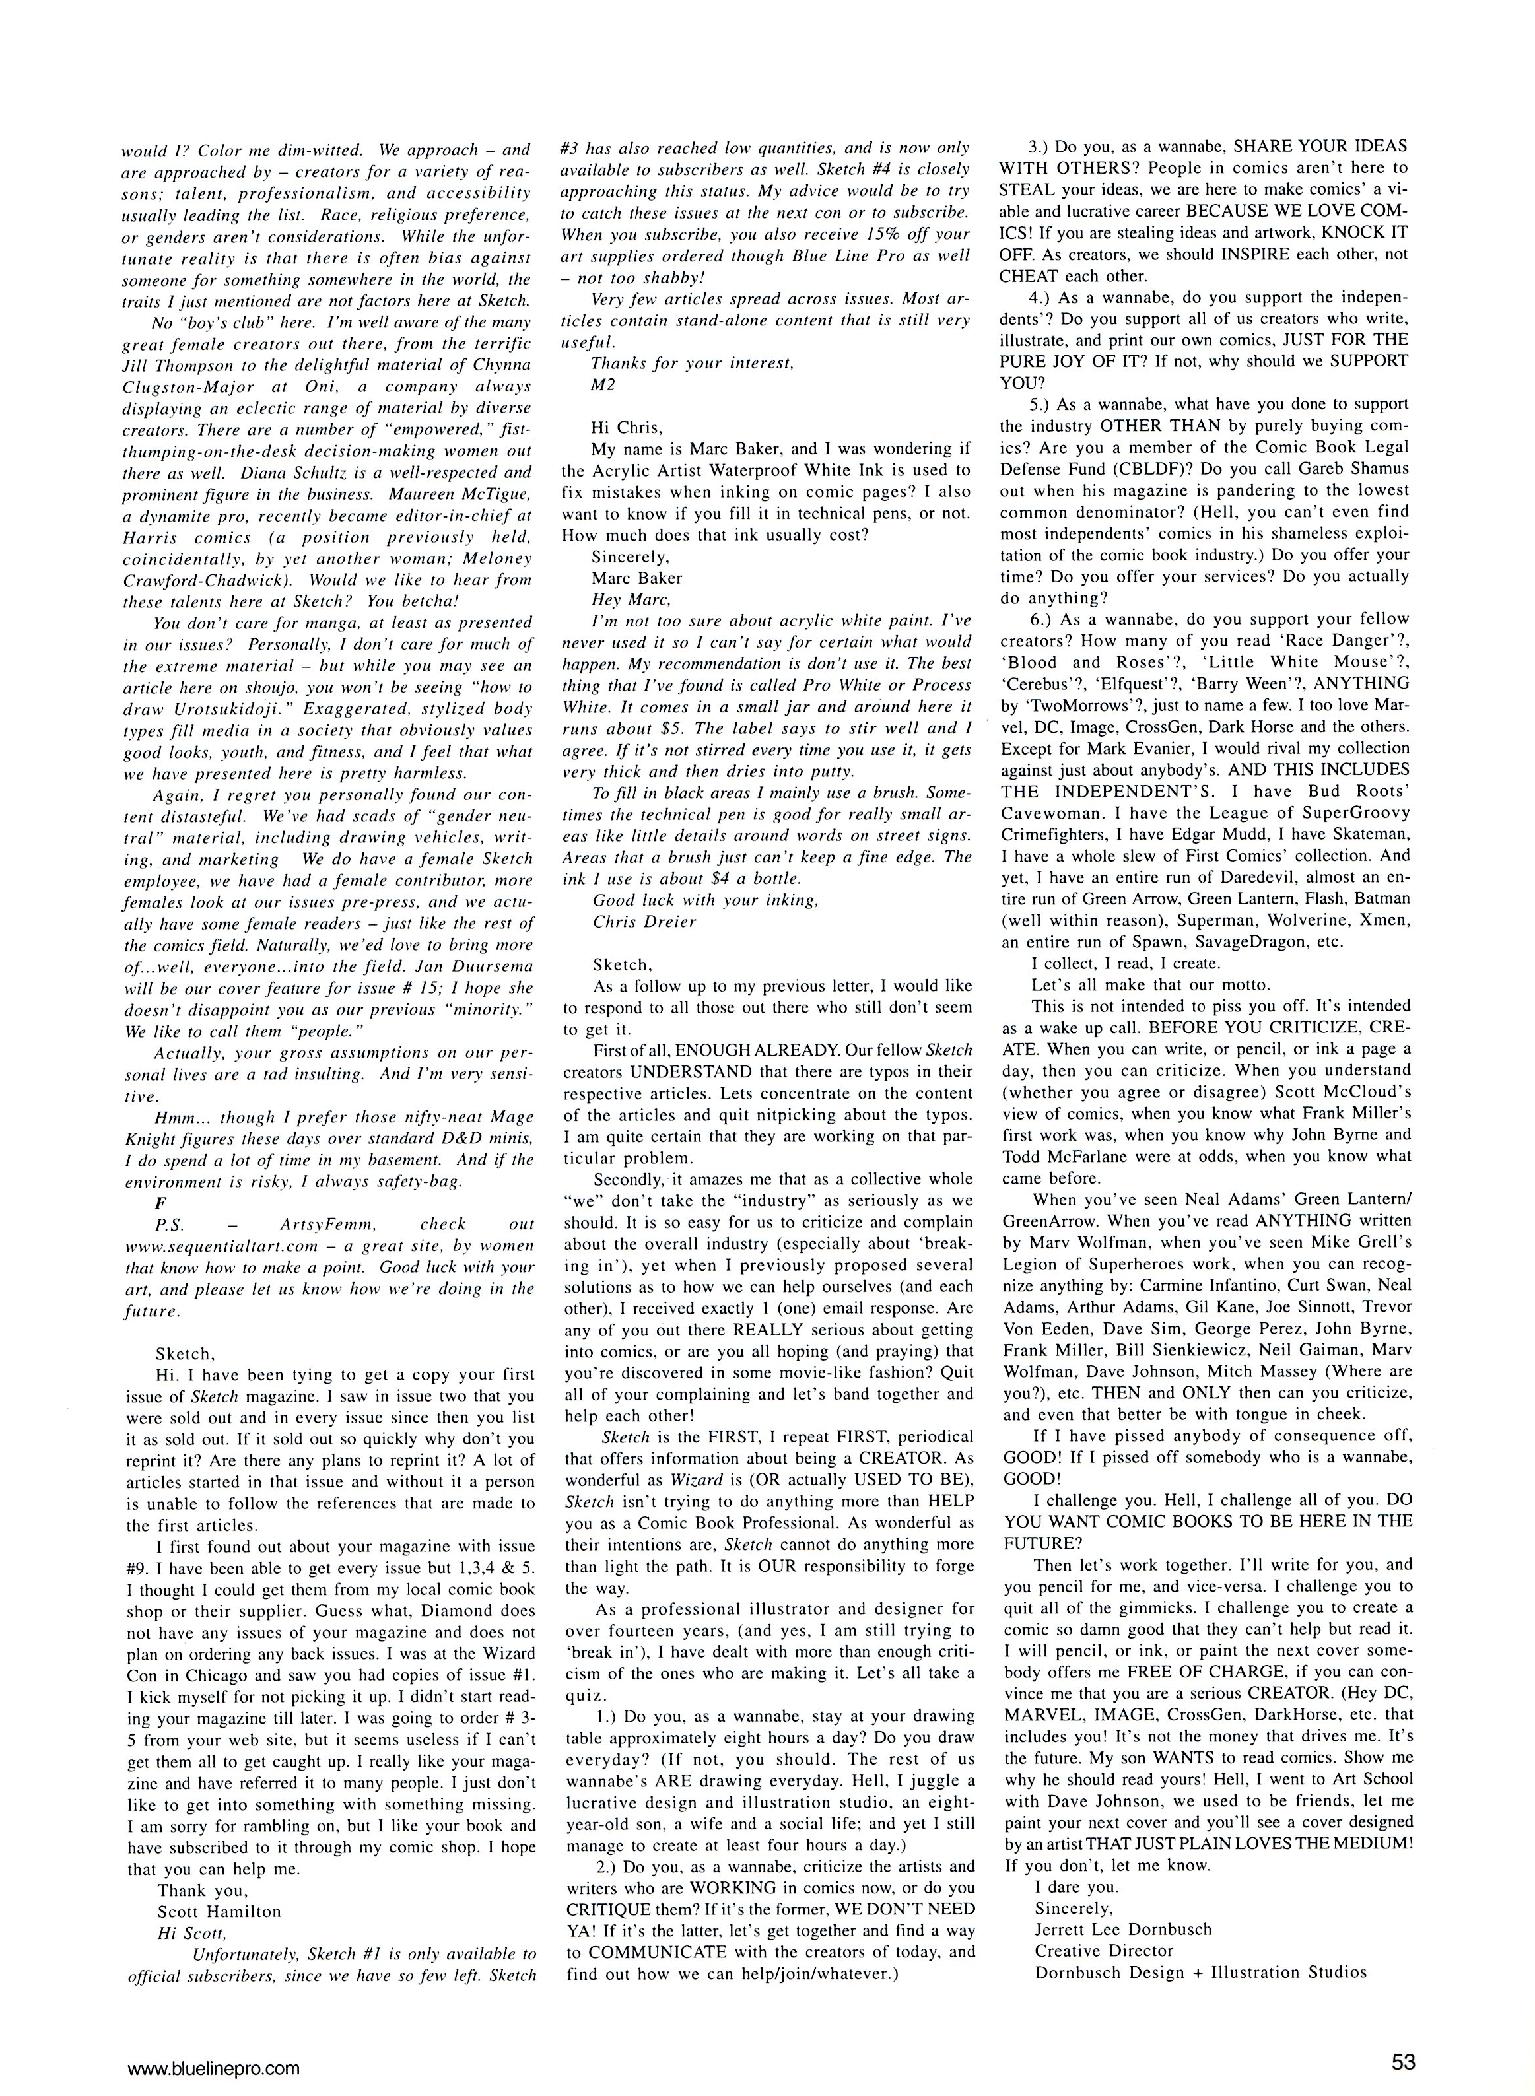 would I? Color me dim-witted. We approach – and
are approached by – creators for a variety of rea-
sons; talent, professionalism, and accessibility
usually leading the list. Race, religious preference,
or genders aren't considerations. While the unfor-
tunate reality is that there is often bias against
someone for something somewhere in the world, the
traits I just mentioned are not factors here at Sketch.
No "boy's club" here. I'm well aware of the many
great female creators out there, from the terrific
Jill Thompson to the delightful material of Chynna
Clugston-Major at Oni, a company always
displaying an eclectic range of material by diverse
creators. There are a number of "empowered," fist-
thumping-on-the-desk decision-making women out
there as well. Diana Schultz is a well-respected and
prominent figure in the business. Maureen McTigue,
a dynamite pro, recently became editor-in-chief at
Harris comics (a position previously held,
coincidentally, by yet another woman; Meloney
Crawford-Chadwick). Would we like to hear from
these talents here at Sketch? You betcha!
You don't care for manga, at least as presented
in our issues? Personally, I don't care for much of
the extreme material – but while you may see an
article here on shoujo, you won't be seeing "how to
draw Urotsukidoji." Exaggerated, stylized body
types fill media in a society that obviously values
good looks, youth, and fitness, and I feel that what
we have presented here is pretty harmless.
Again, I regret you personally found our con-
tent distasteful. We've had scads of "gender neu-
tral" material, including drawing vehicles, writ-
ing, and marketing We do have a female Sketch
employee, we have had a female contributor, more
females look at our issues pre-press, and we actu-
ally have some female readers – just like the rest of
the comics field. Naturally, we'ed love to bring more
of...well, everyone...into the field. Jan Duursema
will be our cover feature for issue # 15; I hope she
doesn't disappoint you as our previous "minority."
We like to call them "people."
Actually, your gross assumptions on our per-
sonal lives are a tad insulting. And I'm very sensi-
tive.
Hmm... though I prefer those nifty-neat Mage
Knight figures these days over standard D&D minis,
I do spend a lot of time in my basement. And if the
environment is risky, I always safety-bag.
F
P.S. – ArtsyFemm, check out
www.sequentialtart.com – a great site, by women
that know how to make a point. Good luck with your
art, and please let us know how we're doing in the
future.
Sketch,
Hi. I have been tying to get a copy your first
issue of Sketch magazine. I saw in issue two that you
were sold out and in every issue since then you list
it as sold out. If it sold out so quickly why don't you
reprint it? Are there any plans to reprint it? A lot of
articles started in that issue and without it a person
is unable to follow the references that are made to
the first articles.
I first found out about your magazine with issue
#9. I have been able to get every issue but 1,3,4 & 5.
I thought I could get them from my local comic book
shop or their supplier. Guess what, Diamond does
not have any issues of your magazine and does not
plan on ordering any back issues. I was at the Wizard
Con in Chicago and saw you had copies of issue #1.
I kick myself for not picking it up. I didn't start read-
ing your magazine till later. I was going to order # 3-
5 from your web site, but it seems useless if I can't
get them all to get caught up. I really like your maga-
zine and have referred it to many people. I just don't
like to get into something with something missing.
I am sorry for rambling on, but I like your book and
have subscribed to it through my comic shop. I hope
that you can help me.
Thank you,
Scott Hamilton
Hi Scott,
Unfortunately, Sketch #1 is only available to
official subscribers, since we have so few left. Sketch
#3 has also reached low quantities, and is now only
available to subscribers as well. Sketch #4 is closely
approaching this status. My advice would be to try
to catch these issues at the next con or to subscribe.
When you subscribe, you also receive 15% off your
art supplies ordered though Blue Line Pro as well
– not too shabby!
Very few articles spread across issues. Most ar-
ticles contain stand-alone content that is still very
useful.
Thanks for your interest,
M2
Hi Chris,
My name is Marc Baker, and I was wondering if
the Acrylic Artist Waterproof White Ink is used to
fix mistakes when inking on comic pages? I also
want to know if you fill it in technical pens, or not.
How much does that ink usually cost?
Sincerely,
Marc Baker
Hey Marc,
I'm not too sure about acrylic white paint. I've
never used it so I can't say for certain what would
happen. My recommendation is don't use it. The best
thing that I've found is called Pro White or Process
White. It comes in a small jar and around here it
runs about $5. The label says to stir well and I
agree. If it's not stirred every time you use it, it gets
very thick and then dries into putty.
To fill in black areas I mainly use a brush. Some-
times the technical pen is good for really small ar-
eas like little details around words on street signs.
Areas that a brush just can't keep a fine edge. The
ink I use is about $4 a bottle.
Good luck with your inking,
Chris Dreier
Sketch,
As a follow up to my previous letter, I would like
to respond to all those out there who still don't seem
to get it.
First of all, ENOUGH ALREADY. Our fellow Sketch
creators UNDERSTAND that there are typos in their
respective articles. Lets concentrate on the content
of the articles and quit nitpicking about the typos.
I am quite certain that they are working on that par-
ticular problem.
Secondly, it amazes me that as a collective whole
"we" don't take the "industry" as seriously as we
should. It is so easy for us to criticize and complain
about the overall industry (especially about 'break-
ing in'), yet when I previously proposed several
solutions as to how we can help ourselves (and each
other), I received exactly 1 (one) email response. Are
any of you out there REALLY serious about getting
into comics, or are you all hoping (and praying) that
you're discovered in some movie-like fashion? Quit
all of your complaining and let's band together and
help each other!
Sketch is the FIRST, I repeat FIRST, periodical
that offers information about being a CREATOR. As
wonderful as Wizard is (OR actually USED TO BE),
Sketch isn't trying to do anything more than HELP
you as a Comic Book Professional. As wonderful as
their intentions are, Sketch cannot do anything more
than light the path. It is OUR responsibility to forge
the way.
As a professional illustrator and designer for
over fourteen years, (and yes, I am still trying to
'break in'), I have dealt with more than enough criti-
cism of the ones who are making it. Let's all take a
quiz.
1.) Do you, as a wannabe, stay at your drawing
table approximately eight hours a day? Do you draw
everyday? (If not, you should. The rest of us
wannabe's ARE drawing everyday. Hell, I juggle a
lucrative design and illustration studio, an eight-
year-old son, a wife and a social life; and yet I still
manage to create at least four hours a day.)
2.) Do you, as a wannabe, criticize the artists and
writers who are WORKING in comics now, or do you
CRITIQUE them? If it's the former, WE DON'T NEED
YA! If it's the latter, let's get together and find a way
to COMMUNICATE with the creators of today, and
find out how we can help/join/whatever.)
3.) Do you, as a wannabe, SHARE YOUR IDEAS
WITH OTHERS? People in comics aren't here to
STEAL your ideas, we are here to make comics' a vi-
able and lucrative career BECAUSE WE LOVE COM-
ICS! If you are stealing ideas and artwork, KNOCK IT
OFF. As creators, we should INSPIRE each other, not
CHEAT each other.
4.) As a wannabe, do you support the indepen-
dents'? Do you support all of us creators who write,
illustrate, and print our own comics, JUST FOR THE
PURE JOY OF IT? If not, why should we SUPPORT
YOU?
5.) As a wannabe, what have you done to support
the industry OTHER THAN by purely buying com-
ics? Are you a member of the Comic Book Legal
Defense Fund (CBLDF)? Do you call Gareb Shamus
out when his magazine is pandering to the lowest
common denominator? (Hell, you can't even find
most independents' comics in his shameless exploi-
tation of the comic book industry.) Do you offer your
time? Do you offer your services? Do you actually
do anything?
6.) As a wannabe, do you support your fellow
creators? How many of you read 'Race Danger'?,
'Blood and Roses'?, 'Little White Mouse'?,
'Cerebus'?, 'Elfquest'?, 'Barry Ween'?, ANYTHING
by 'TwoMorrows'?, just to name a few. I too love Mar-
vel, DC, Image, CrossGen, Dark Horse and the others.
Except for Mark Evanier, I would rival my collection
against just about anybody's. AND THIS INCLUDES
THE INDEPENDENT'S. I have Bud Roots'
Cavewoman. I have the League of SuperGroovy
Crimefighters, I have Edgar Mudd, I have Skateman,
I have a whole slew of First Comics' collection. And
yet, I have an entire run of Daredevil, almost an en-
tire run of Green Arrow, Green Lantern, Flash, Batman
(well within reason), Superman, Wolverine, Xmen,
an entire run of Spawn, SavageDragon, etc.
I collect, I read, I create.
Let's all make that our motto.
This is not intended to piss you off. It's intended
as a wake up call. BEFORE YOU CRITICIZE, CRE-
ATE. When you can write, or pencil, or ink a page a
day, then you can criticize. When you understand
(whether you agree or disagree) Scott McCloud's
view of comics, when you know what Frank Miller's
first work was, when you know why John Byrne and
Todd McFarlane were at odds, when you know what
came before.
When you've seen Neal Adams' Green Lantern/
GreenArrow. When you've read ANYTHING written
by Marv Wolfman, when you've seen Mike Grell's
Legion of Superheroes work, when you can recog-
nize anything by: Carmine Infantino, Curt Swan, Neal
Adams, Arthur Adams, Gil Kane, Joe Sinnott, Trevor
Von Eeden, Dave Sim, George Perez, John Byrne,
Frank Miller, Bill Sienkiewicz, Neil Gaiman, Marv
Wolfman, Dave Johnson, Mitch Massey (Where are
you?), etc. THEN and ONLY then can you criticize,
and even that better be with tongue in cheek.
If I have pissed anybody of consequence off,
GOOD! If I pissed off somebody who is a wannabe,
GOOD!
I challenge you. Hell, I challenge all of you. DO
YOU WANT COMIC BOOKS TO BE HERE IN THE
FUTURE?
Then let's work together. I'll write for you, and
you pencil for me, and vice-versa. I challenge you to
quit all of the gimmicks. I challenge you to create a
comic so damn good that they can't help but read it.
I will pencil, or ink, or paint the next cover some-
body offers me FREE OF CHARGE, if you can con-
vince me that you are a serious CREATOR. (Hey DC,
MARVEL, IMAGE, CrossGen, DarkHorse, etc. that
includes you! It's not the money that drives me. It's
the future. My son WANTS to read comics. Show me
why he should read yours! Hell, I went to Art School
with Dave Johnson, we used to be friends, let me
paint your next cover and you'll see a cover designed
by an artist THAT JUST PLAIN LOVES THE MEDIUM!
If you don't, let me know.
I dare you.
Sincerely,
Jerrett Lee Dornbusch
Creative Director
Dornbusch Design + Illustration Studios
www.bluelinepro.com
53